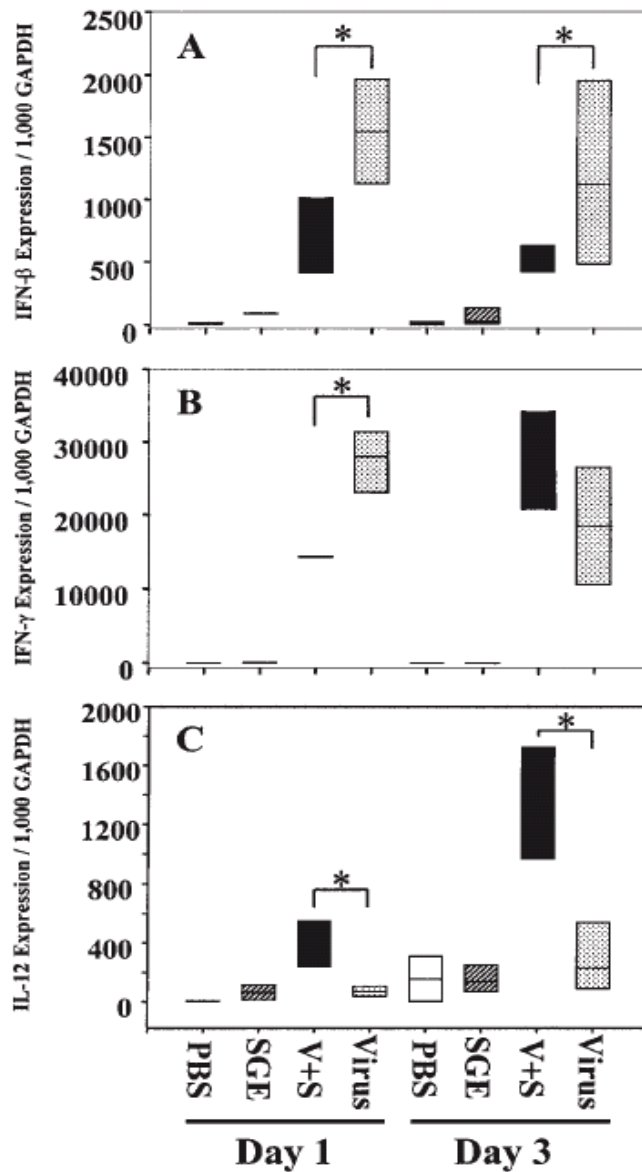 A
IFN-β Expression / 1,000 GAPDH
2500
2000
1500
1000
500
0
*
*
B
IFN-γ Expression / 1,000 GAPDH
40000
30000
20000
10000
0
*
C
IL-12 Expression / 1,000 GAPDH
2000
1600
1200
800
400
0
*
*
PBS
SGE
V+S
Virus
PBS
SGE
V+S
Virus
Day 1
Day 3